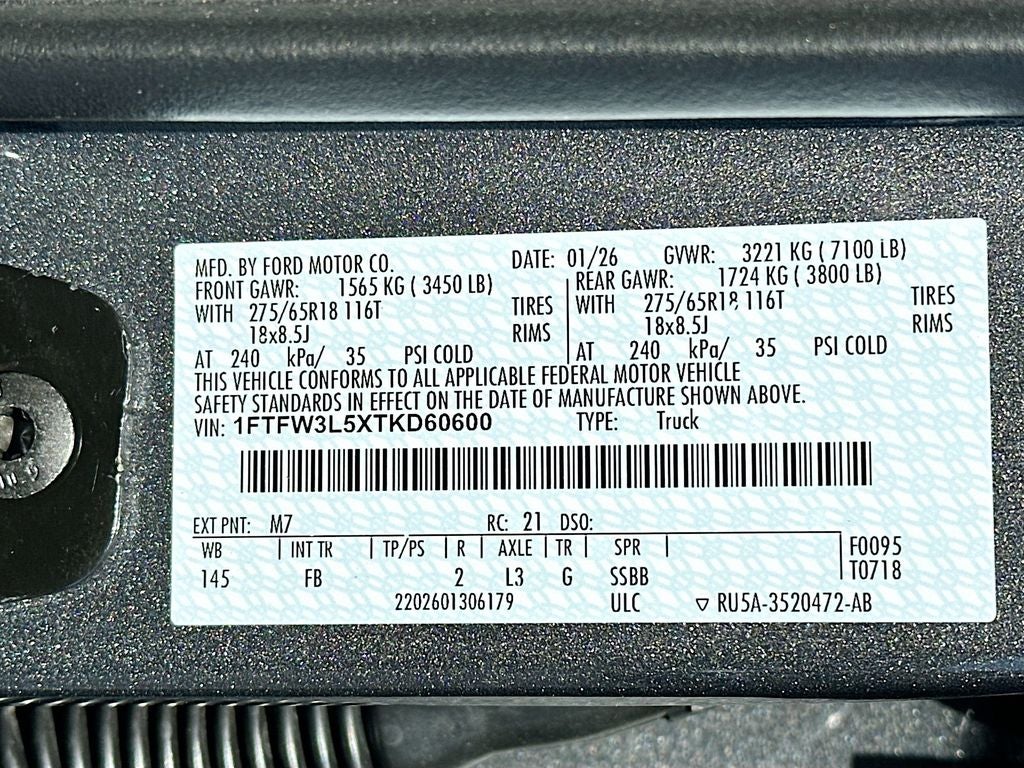 MFD. BY FORD MOTOR CO. DATE: 01/26 GVWR: 3221 KG ( 7100 LB)
FRONT GAWR: 1565 KG ( 3450 LB) REAR GAWR: 1724 KG ( 3800 LB)
WITH 275/65R18 116T TIRES WITH 275/65R18 116T TIRES
18x8.5J RIMS 18x8.5J RIMS
AT 240 kPa/ 35 PSI COLD AT 240 kPa/ 35 PSI COLD
THIS VEHICLE CONFORMS TO ALL APPLICABLE FEDERAL MOTOR VEHICLE
SAFETY STANDARDS IN EFFECT ON THE DATE OF MANUFACTURE SHOWN ABOVE.
VIN: 1FTFW3L5XTKD60600 TYPE: Truck
EXT PNT: M7 RC: 21 DSO:
WB INT TR TP/PS R AXLE TR SPR F0095
145 FB 2 L3 G SSBB T0718
2202601306179 ULC ▽ RU5A-3520472-AB